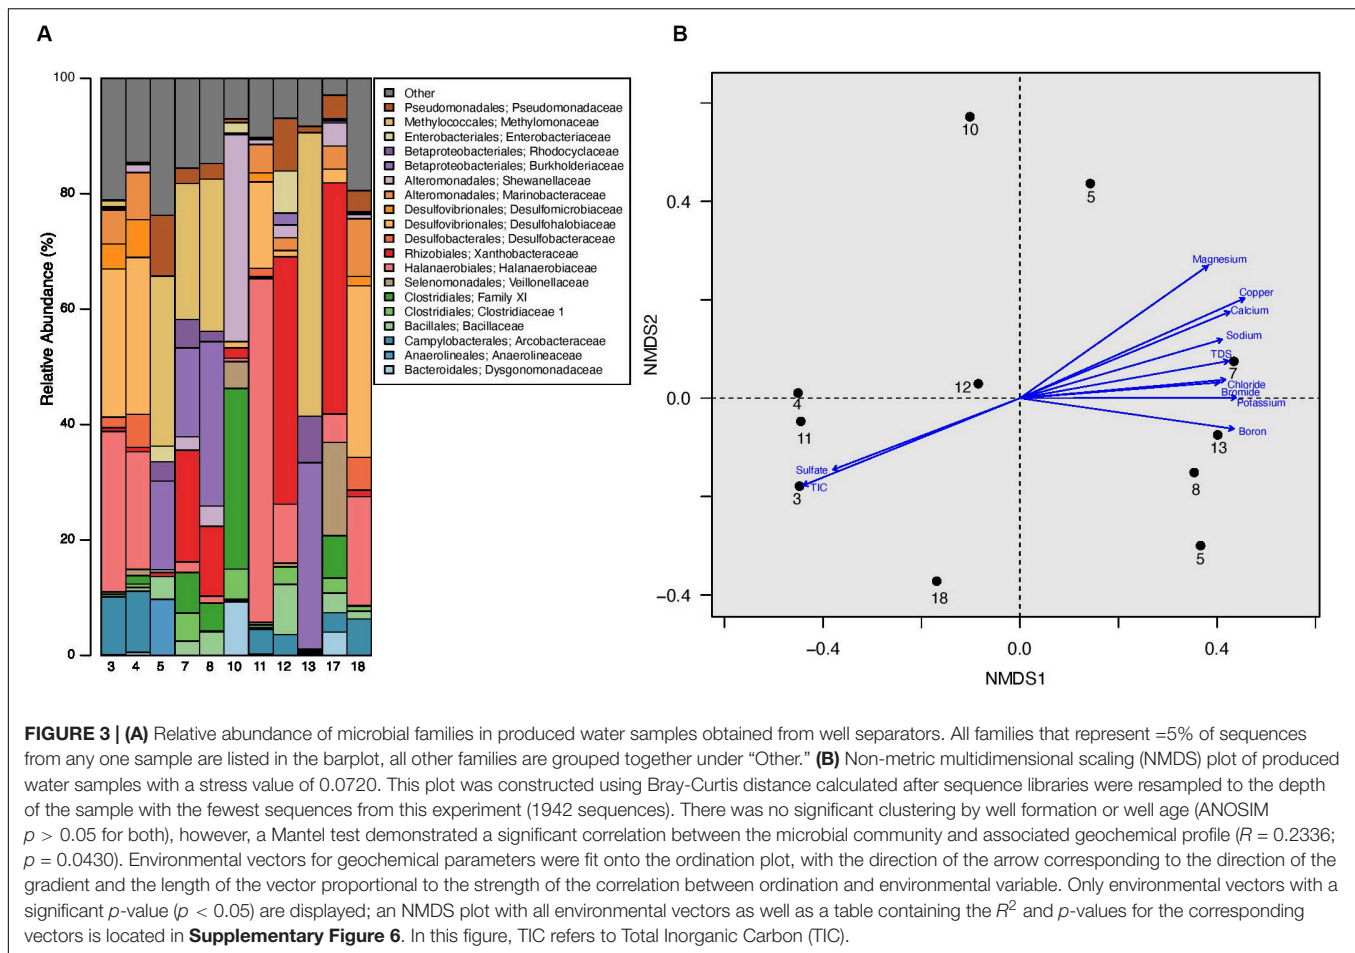 A
B
100
80
60
40
20
0
Relative Abundance (%)
3 4 5 7 8 10 11 12 13 17 18
Other
Pseudomonadales; Pseudomonadaceae
Methylococcales; Methylomonaceae
Enterobacteriales; Enterobacteriaceae
Betaproteobacteriales; Rhodocyclaceae
Betaproteobacteriales; Burkholderiaceae
Alteromonadales; Shewanellaceae
Alteromonadales; Marinobacteraceae
Desulfovibrionales; Desulfomicrobiaceae
Desulfovibrionales; Desulfohalobiaceae
Desulfobacterales; Desulfobacteraceae
Rhizobiales; Xanthobacteraceae
Halanaerobiales; Halanaerobiaceae
Selenomonadales; Veillonellaceae
Clostridiales; Family XI
Clostridiales; Clostridiaceae 1
Bacillales; Bacillaceae
Campylobacterales; Arcobacteraceae
Anaerolineales; Anaerolineaceae
Bacteroidales; Dysgonomonadaceae
NMDS2
0.4
0.0
-0.4
10
5
Magnesium
Copper
Calcium
Sodium
TDS
7
Chloride
Bromide
Potassium
Boron
12
4
11
13
Sulfate
TIC
3
8
5
18
-0.4 0.0 0.4
NMDS1
FIGURE 3 | (A) Relative abundance of microbial families in produced water samples obtained from well separators. All families that represent =5% of sequences
from any one sample are listed in the barplot, all other families are grouped together under “Other.” (B) Non-metric multidimensional scaling (NMDS) plot of produced
water samples with a stress value of 0.0720. This plot was constructed using Bray-Curtis distance calculated after sequence libraries were resampled to the depth
of the sample with the fewest sequences from this experiment (1942 sequences). There was no significant clustering by well formation or well age (ANOSIM
p > 0.05 for both), however, a Mantel test demonstrated a significant correlation between the microbial community and associated geochemical profile (R = 0.2336;
p = 0.0430). Environmental vectors for geochemical parameters were fit onto the ordination plot, with the direction of the arrow corresponding to the direction of the
gradient and the length of the vector proportional to the strength of the correlation between ordination and environmental variable. Only environmental vectors with a
significant p-value (p < 0.05) are displayed; an NMDS plot with all environmental vectors as well as a table containing the R² and p-values for the corresponding
vectors is located in Supplementary Figure 6. In this figure, TIC refers to Total Inorganic Carbon (TIC).